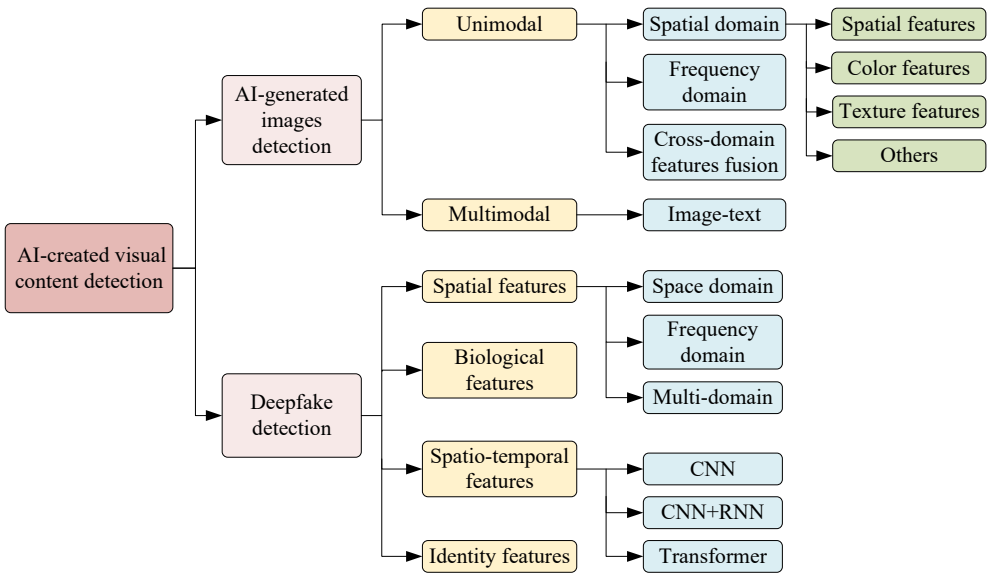 Unimodal
Spatial domain
Spatial features
Color features
Texture features
Others
Frequency
domain
Cross-domain
features fusion
AI-generated
images
detection
Multimodal
Image-text
AI-created visual
content detection
Spatial features
Space domain
Frequency
domain
Multi-domain
Biological
features
Deepfake
detection
Spatio-temporal
features
CNN
CNN+RNN
Transformer
Identity features